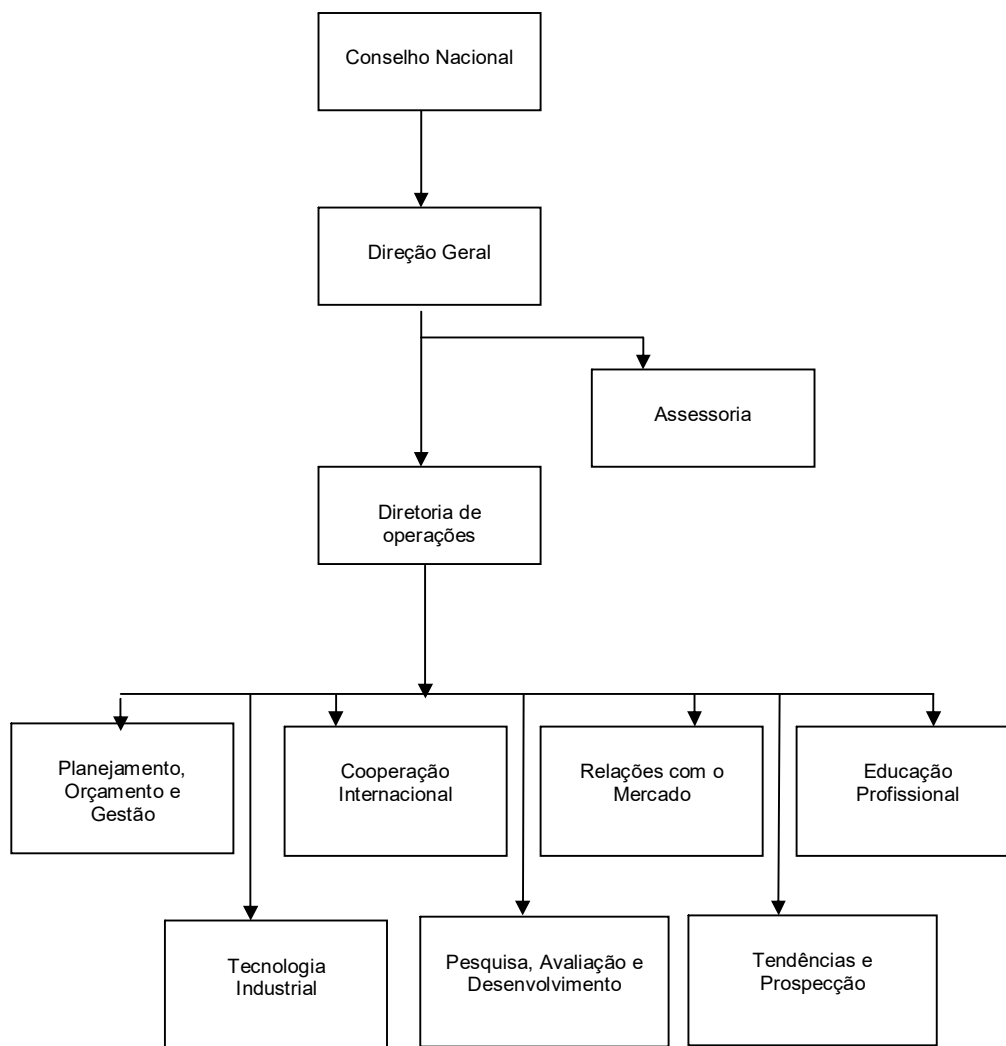 Conselho Nacional
Direção Geral
Assessoria
Diretoria de
operações
Planejamento,
Orçamento e
Gestão
Cooperação
Internacional
Relações com o
Mercado
Educação
Profissional
Tecnologia
Industrial
Pesquisa, Avaliação e
Desenvolvimento
Tendências e
Prospecção